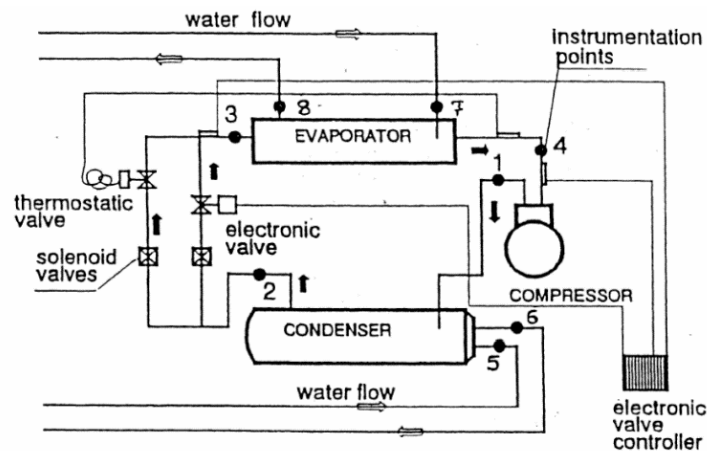 water flow
instrumentation
points
3
8
7
EVAPORATOR
4
1
thermostatic
valve
electronic
valve
solenoid
valves
2
COMPRESSOR
CONDENSER
6
5
water flow
electronic
valve
controller